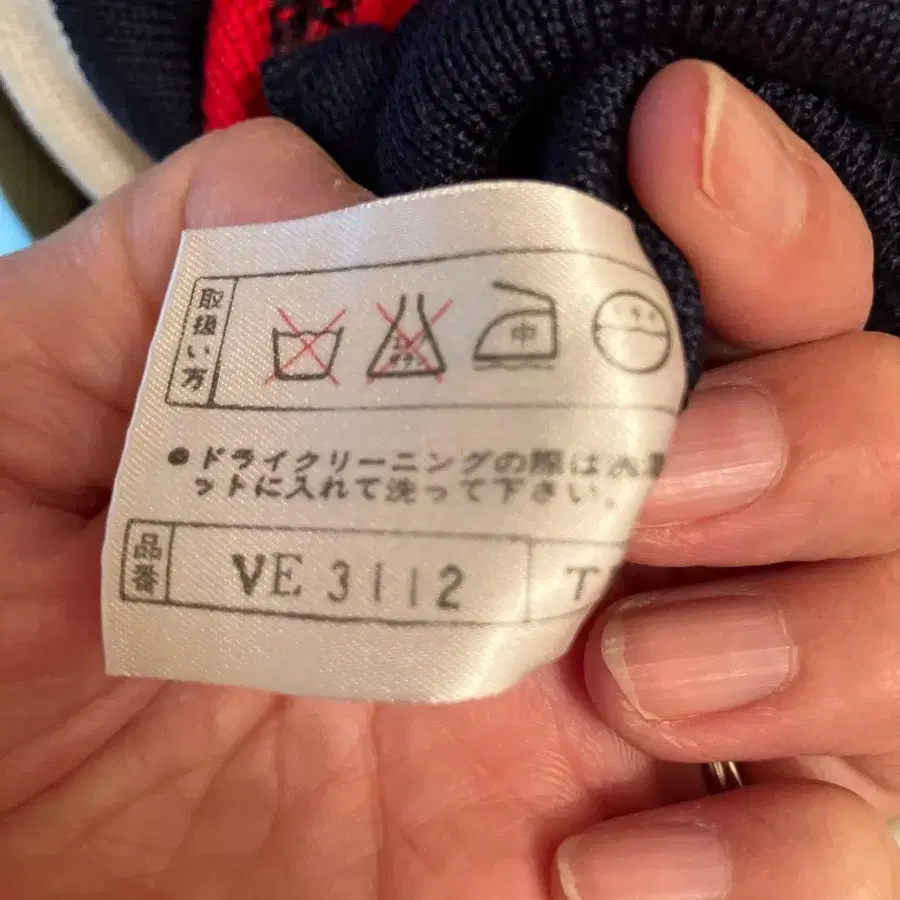 取扱い方
中
●ドライクリーニングの際は
ットに入れて洗って下さい。
品番 VE 3112 T